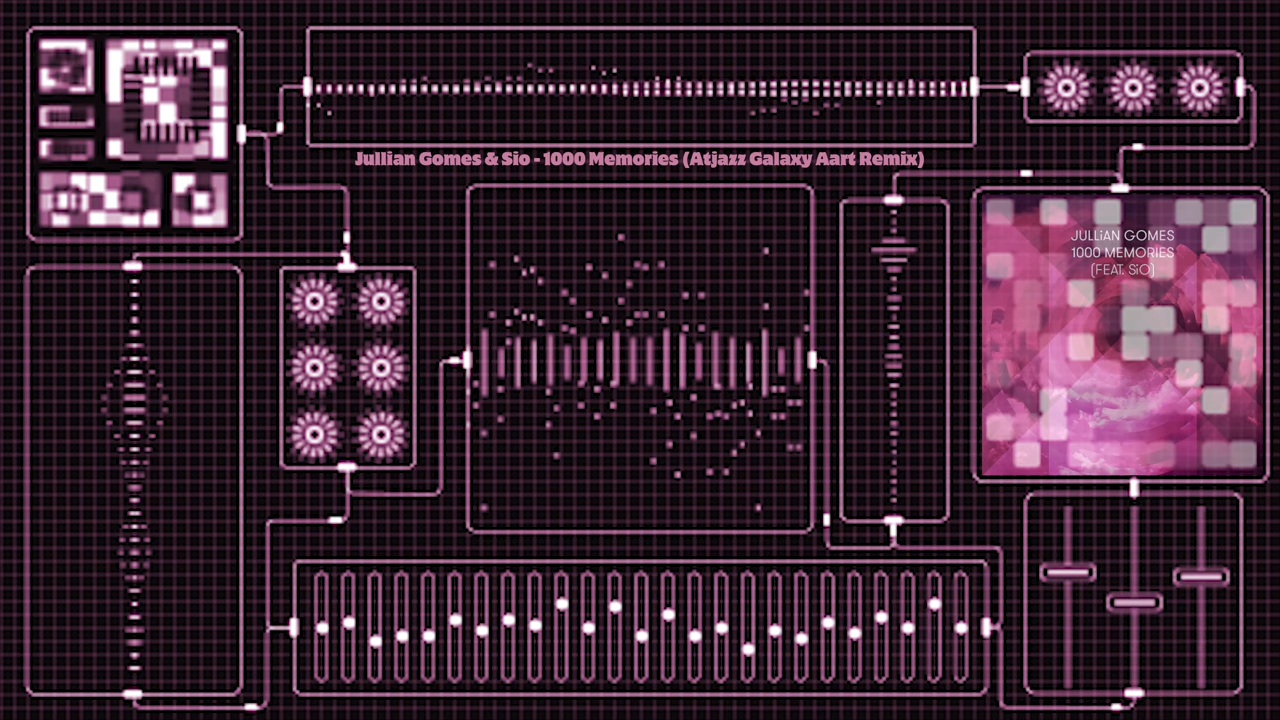 Jullian Gomes & Sio - 1000 Memories (Atjazz Galaxy Aart Remix)
JULLiAN GOMES
1000 MEMORIES
(FEAT. SiO)